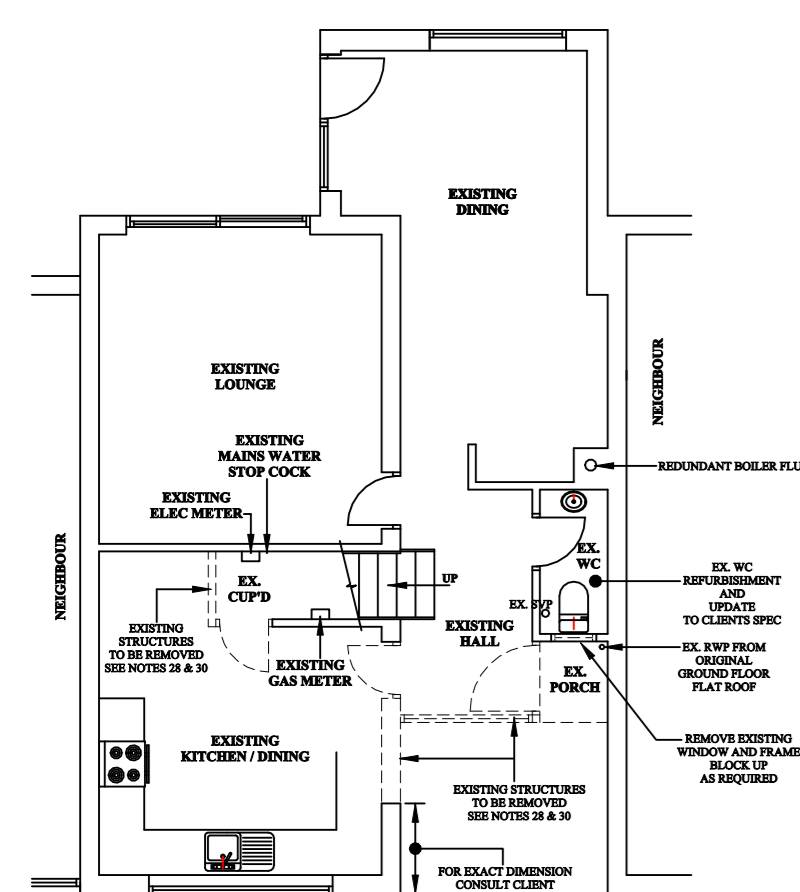 EXISTING
DINING
NEIGHBOUR
EXISTING
LOUNGE
EXISTING
MAINS WATER
STOP COCK
REDUNDANT BOILER FLU
EXISTING
ELEC METER
NEIGHBOUR
EX.
WC
EX.
CUP'D
UP
EX. WC
REFURBISHMENT
AND
UPDATE
TO CLIENTS SPEC
EX. SVP
EXISTING
HALL
EXISTING
STRUCTURES
TO BE REMOVED
SEE NOTES 28 & 30
EXISTING
GAS METER
EX.
PORCH
EX. RWP FROM
ORIGINAL
GROUND FLOOR
FLAT ROOF
EXISTING
KITCHEN / DINING
REMOVE EXISTING
WINDOW AND FRAME
BLOCK UP
AS REQUIRED
EXISTING STRUCTURES
TO BE REMOVED
SEE NOTES 28 & 30
FOR EXACT DIMENSION
CONSULT CLIENT